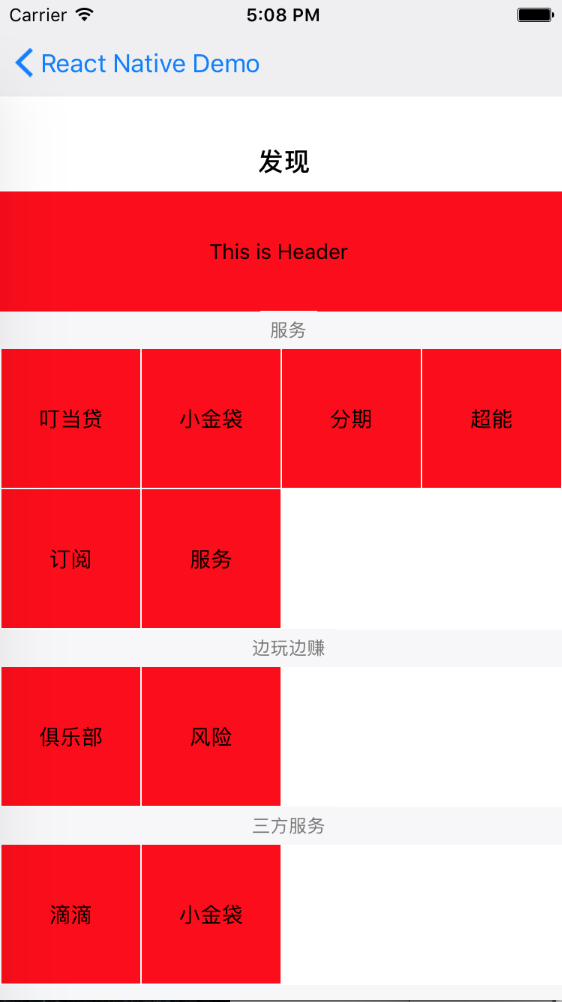 Carrier 5:08 PM
React Native Demo
发现
This is Header
服务
叮当贷 小金袋 分期 超能
订阅 服务
边玩边赚
俱乐部 风险
三方服务
滴滴 小金袋